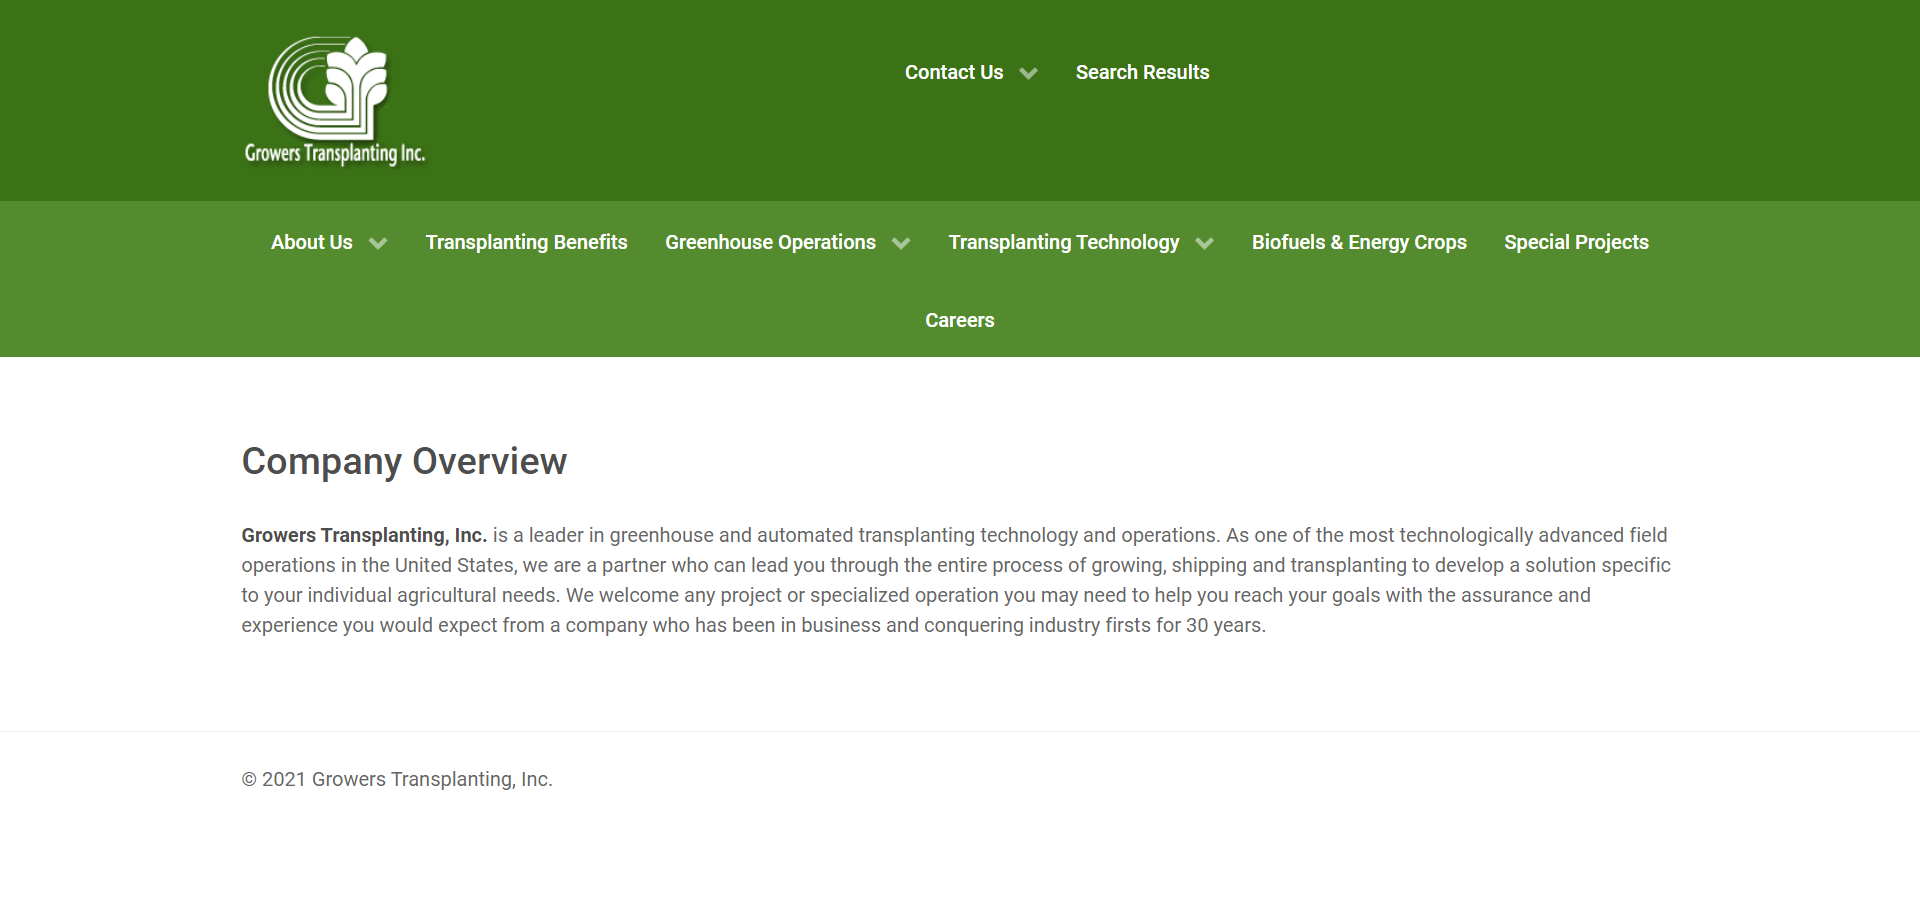 Growers Transplanting Inc.
Contact Us
Search Results
About Us
Transplanting Benefits
Greenhouse Operations
Transplanting Technology
Biofuels & Energy Crops
Special Projects
Careers
Company Overview
Growers Transplanting, Inc. is a leader in greenhouse and automated transplanting technology and operations. As one of the most technologically advanced field
operations in the United States, we are a partner who can lead you through the entire process of growing, shipping and transplanting to develop a solution specific
to your individual agricultural needs. We welcome any project or specialized operation you may need to help you reach your goals with the assurance and
experience you would expect from a company who has been in business and conquering industry firsts for 30 years.
© 2021 Growers Transplanting, Inc.